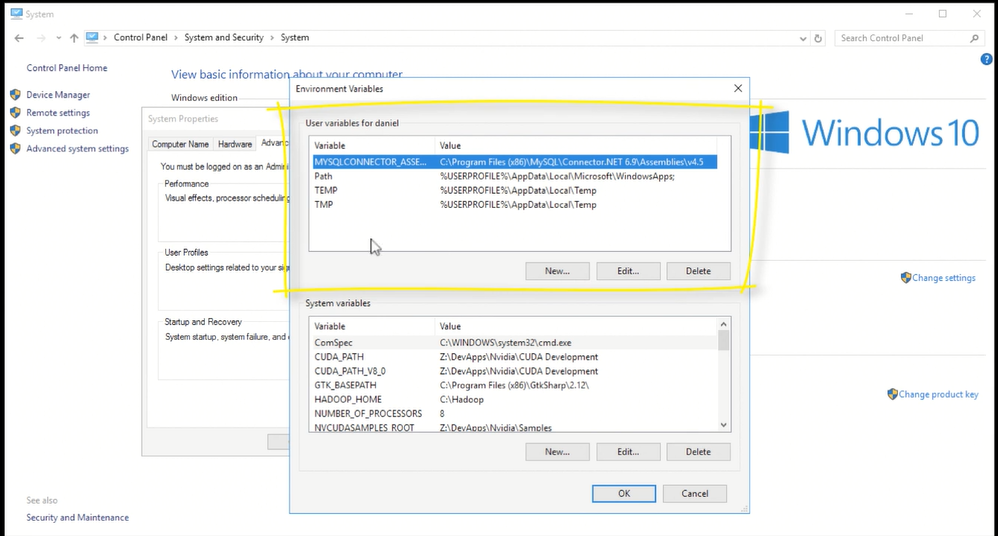 System
Control Panel > System and Security > System
Search Control Panel
Control Panel Home
Device Manager
Remote settings
System protection
Advanced system settings
See also
Security and Maintenance
View basic information about your computer
Windows edition
Windows 10
Change settings
Change product key
System Properties
Computer Name Hardware Advanc
You must be logged on as an Admini
Performance
Visual effects, processor scheduling
User Profiles
Desktop settings related to your sig
Startup and Recovery
System startup, system failure, and
Environment Variables
User variables for daniel
Variable Value
MYSQLCONNECTOR_ASSE... C:\Program Files (x86)\MySQL\Connector.NET 6.9\Assemblies\v4.5
Path %USERPROFILE%\AppData\Local\Microsoft\WindowsApps;
TEMP %USERPROFILE%\AppData\Local\Temp
TMP %USERPROFILE%\AppData\Local\Temp
New... Edit... Delete
System variables
Variable Value
ComSpec C:\WINDOWS\system32\cmd.exe
CUDA_PATH Z:\DevApps\Nvidia\CUDA Development
CUDA_PATH_V8_0 Z:\DevApps\Nvidia\CUDA Development
GTK_BASEPATH C:\Program Files (x86)\GtkSharp\2.12\
HADOOP_HOME C:\Hadoop
NUMBER_OF_PROCESSORS 8
NVCUDASAMPLES_ROOT Z:\DevApps\Nvidia\Samples
New... Edit... Delete
OK Cancel